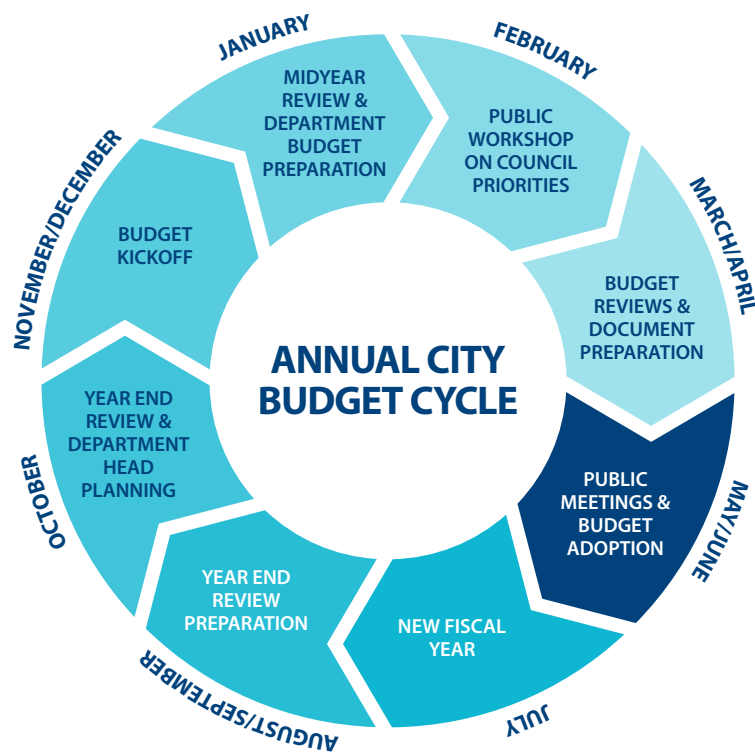 ANNUAL CITY
BUDGET CYCLE
JANUARY
MIDYEAR
REVIEW &
DEPARTMENT
BUDGET
PREPARATION
FEBRUARY
PUBLIC
WORKSHOP
ON COUNCIL
PRIORITIES
MARCH/APRIL
BUDGET
REVIEWS &
DOCUMENT
PREPARATION
MAY/JUNE
PUBLIC
MEETINGS &
BUDGET
ADOPTION
JULY
NEW FISCAL
YEAR
AUGUST/SEPTEMBER
YEAR END
REVIEW
PREPARATION
OCTOBER
YEAR END
REVIEW &
DEPARTMENT
HEAD
PLANNING
NOVEMBER/DECEMBER
BUDGET
KICKOFF